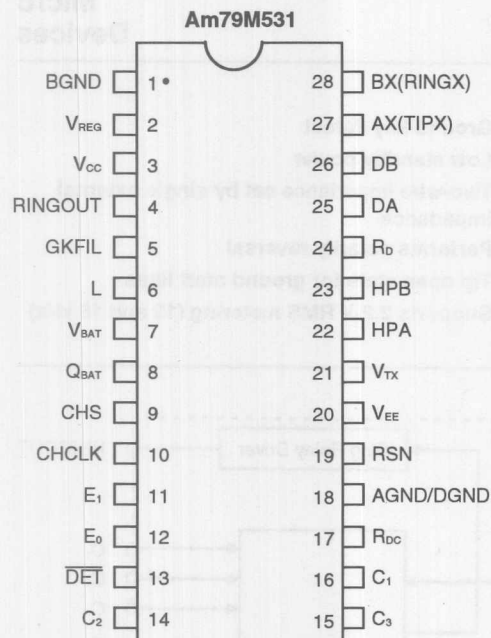 Am79M531
BGND 1 28 BX(RINGX)
VREG 2 27 AX(TIPX)
VCC 3 26 DB
RINGOUT 4 25 DA
GKFIL 5 24 RD
L 6 23 HPB
VBAT 7 22 HPA
QBAT 8 21 VTX
CHS 9 20 VEE
CHCLK 10 19 RSN
E1 11 18 AGND/DGND
E0 12 17 RDC
DET 13 16 C1
C2 14 15 C3